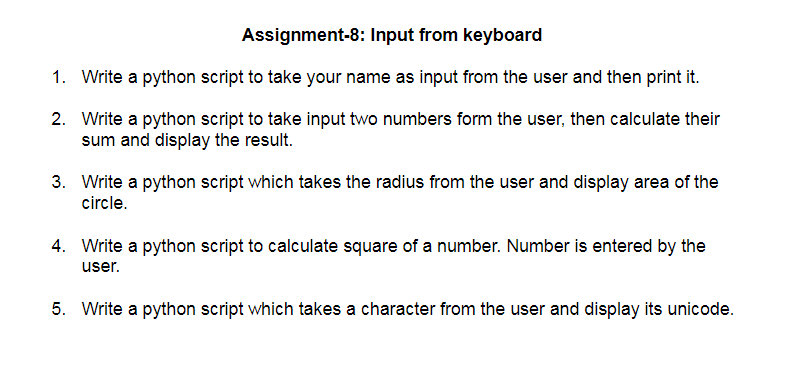 Assignment-8: Input from keyboard
1. Write a python script to take your name as input from the user and then print it.
2. Write a python script to take input two numbers form the user, then calculate their
sum and display the result.
3. Write a python script which takes the radius from the user and display area of the
circle.
4. Write a python script to calculate square of a number. Number is entered by the
user.
5. Write a python script which takes a character from the user and display its unicode.